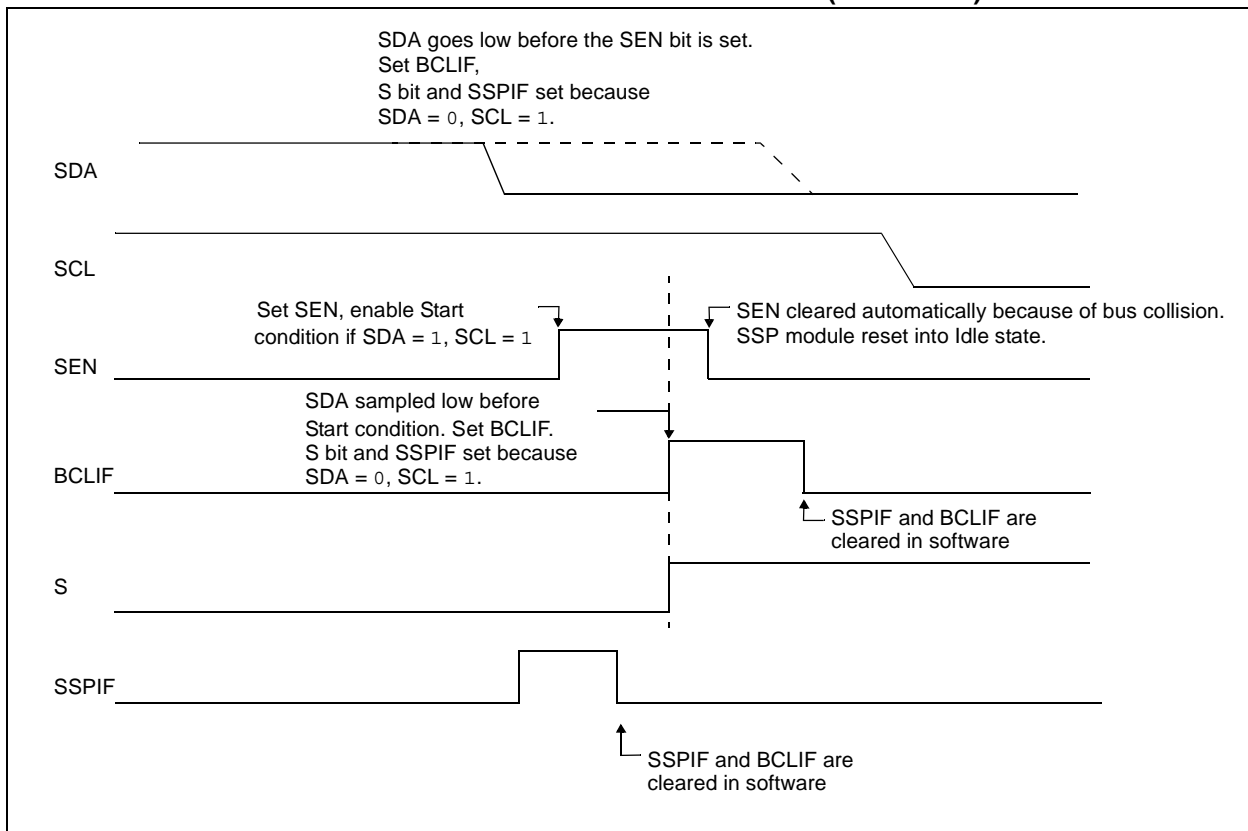 SDA goes low before the SEN bit is set.
Set BCLIF,
S bit and SSPIF set because
SDA = 0, SCL = 1.
SDA
SCL
Set SEN, enable Start
condition if SDA = 1, SCL = 1
SEN cleared automatically because of bus collision.
SSP module reset into Idle state.
SEN
SDA sampled low before
Start condition. Set BCLIF.
S bit and SSPIF set because
SDA = 0, SCL = 1.
BCLIF
SSPIF and BCLIF are
cleared in software
S
SSPIF
SSPIF and BCLIF are
cleared in software